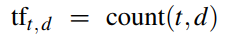 tf_{t,d} = count(t,d)